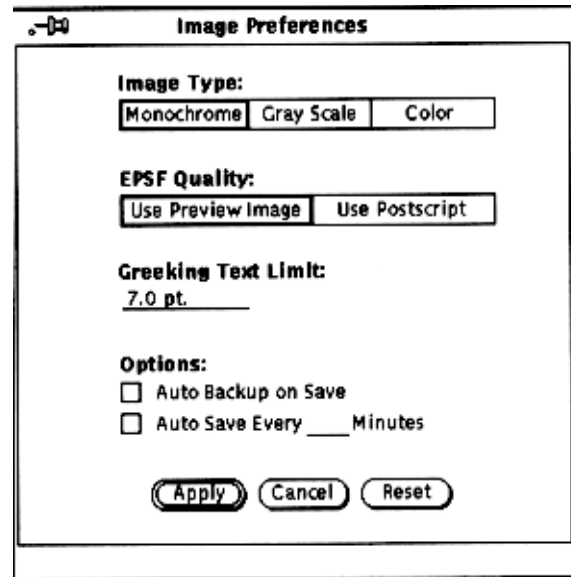 Image Preferences
Image Type:
Monochrome Gray Scale Color
EPSF Quality:
Use Preview Image Use Postscript
Greeking Text Limit:
7.0 pt.
Options:
Auto Backup on Save
Auto Save Every ____ Minutes
Apply Cancel Reset